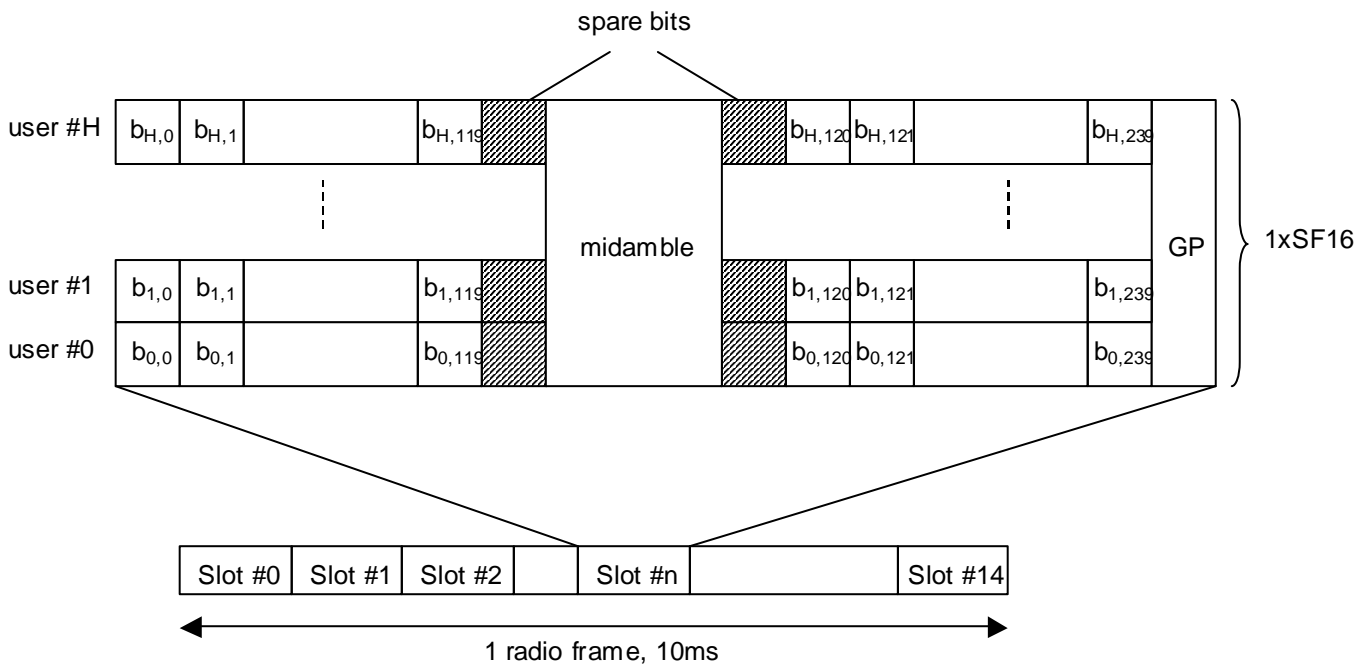 spare bits
user #H b_{H,0} b_{H,1} b_{H,119} b_{H,120} b_{H,121} b_{H,239}
midamble GP 1xSF16
user #1 b_{1,0} b_{1,1} b_{1,119} b_{1,120} b_{1,121} b_{1,239}
user #0 b_{0,0} b_{0,1} b_{0,119} b_{0,120} b_{0,121} b_{0,239}
Slot #0 Slot #1 Slot #2 Slot #n Slot #14
1 radio frame, 10ms